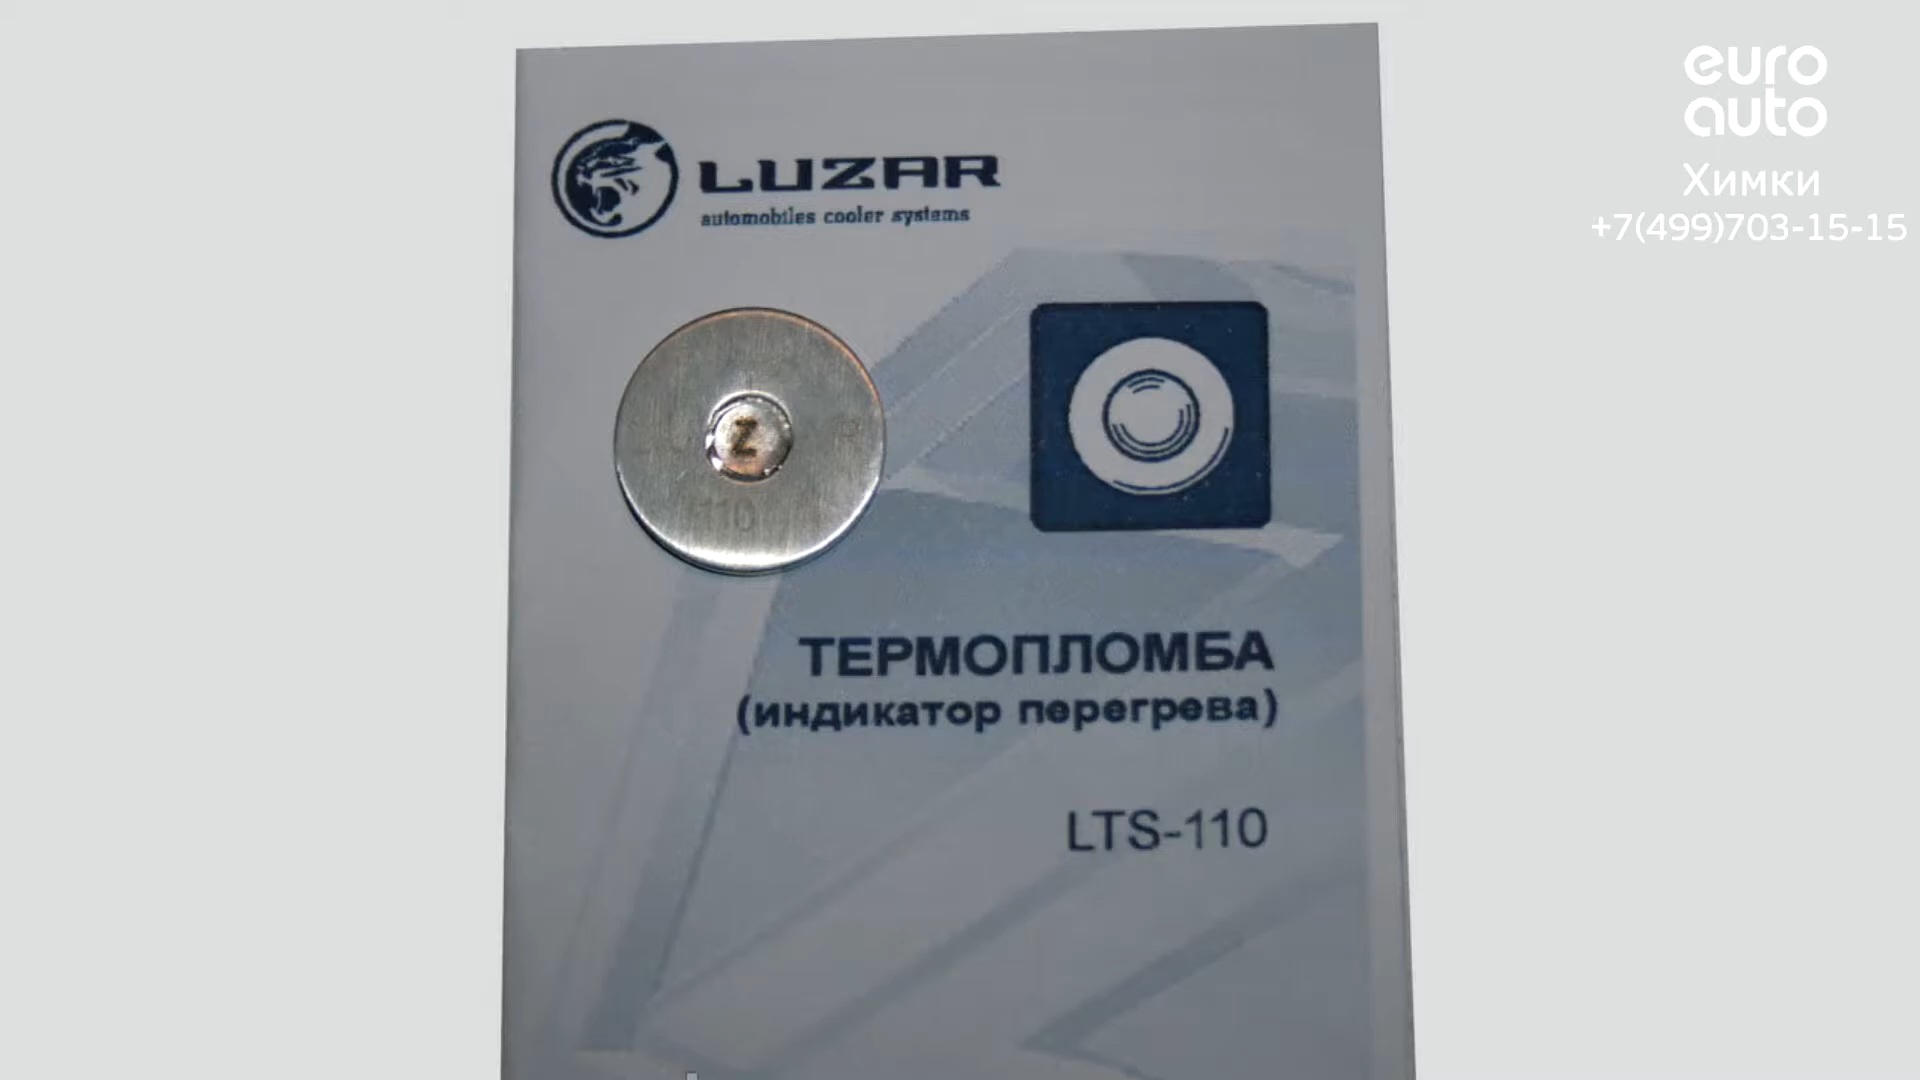 LUZAR
automobiles cooler systems
Z
110
ТЕРМОПЛОМБА
(индикатор перегрева)
LTS-110
euro
auto
Химки
+7(499)703-15-15